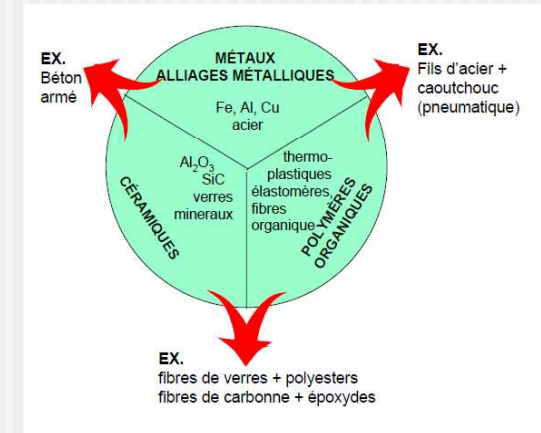 EX.
Béton
armé
MÉTAUX
ALLIAGES MÉTALLIQUES
Fe, Al, Cu
acier
EX.
Fils d'acier +
caoutchouc
(pneumatique)
Al₂O₃
SiC
verres
mineraux
CÉRAMIQUES
thermo-
plastiques
élastomères,
fibres
organique
POLYMÈRES
ORGANIQUES
EX.
fibres de verres + polyesters
fibres de carbonne + époxydes